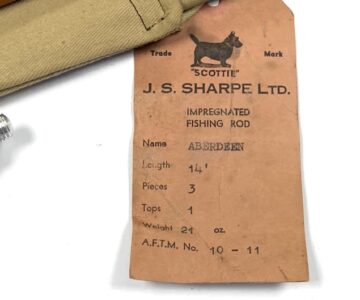 Trade Mark
"SCOTTIE"
J. S. SHARPE LTD.
IMPREGNATED
FISHING ROD
Name ABERDEEN
Length 14'
Pieces 3
Tops 1
Weight 21 oz.
A.F.T.M. No. 10 - 11